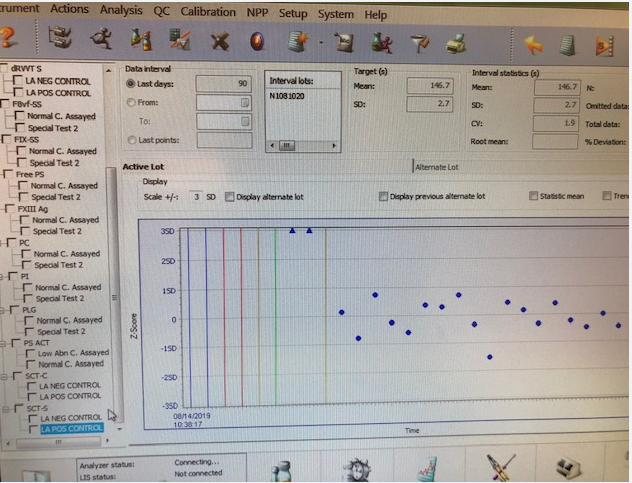 trument Actions Analysis QC Calibration NPP Setup System Help
dRVVT S
LA NEG CONTROL
LA POS CONTROL
F8vf-SS
Normal C. Assayed
Special Test 2
FIX-SS
Normal C. Assayed
Special Test 2
Free PS
Normal C. Assayed
Special Test 2
FXIII Ag
Normal C. Assayed
Special Test 2
PC
Normal C. Assayed
Special Test 2
PI
Normal C. Assayed
Special Test 2
PLG
Normal C. Assayed
Special Test 2
PS ACT
Low Abn C. Assayed
Normal C. Assayed
SCT-C
LA NEG CONTROL
LA POS CONTROL
SCT-S
LA NEG CONTROL
LA POS CONTROL
Data interval
Last days: 90
From:
To:
Last points:
Interval lots:
N1081020
Target (s)
Mean: 146.7
SD: 2.7
Interval statistics (s)
Mean: 146.7 N:
SD: 2.7 Omitted data:
CV: 1.9 Total data:
Root mean: % Deviation:
Active Lot
Alternate Lot
Display
Scale +/-: 3 SD Display alternate lot Display previous alternate lot Statistic mean Tren
3SD
2SD
1SD
0
-1SD
-2SD
-3SD
Z-Score
08/14/2019
10:38:17
Time
Analyzer status: Connecting...
LIS status: Not connected